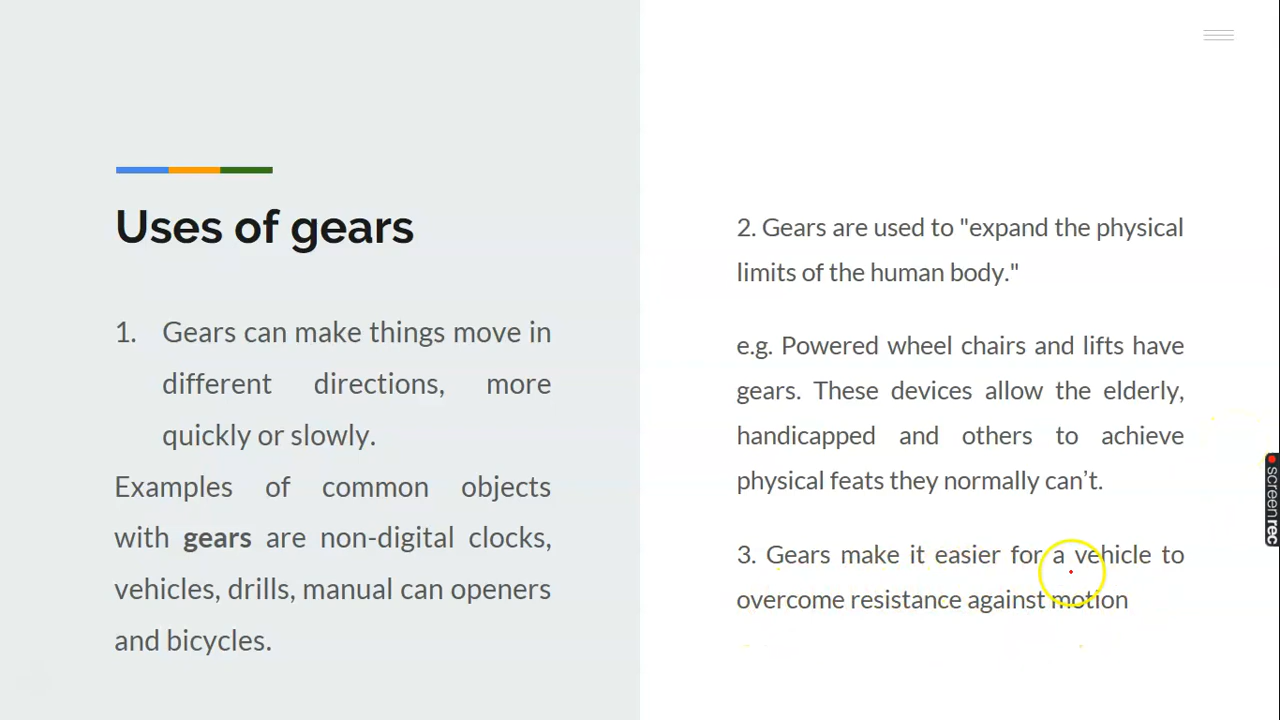 Uses of gears
1. Gears can make things move in
different directions, more
quickly or slowly.
Examples of common objects
with gears are non-digital clocks,
vehicles, drills, manual can openers
and bicycles.
2. Gears are used to "expand the physical
limits of the human body."
e.g. Powered wheel chairs and lifts have
gears. These devices allow the elderly,
handicapped and others to achieve
physical feats they normally can’t.
3. Gears make it easier for a vehicle to
overcome resistance against motion
screenrec